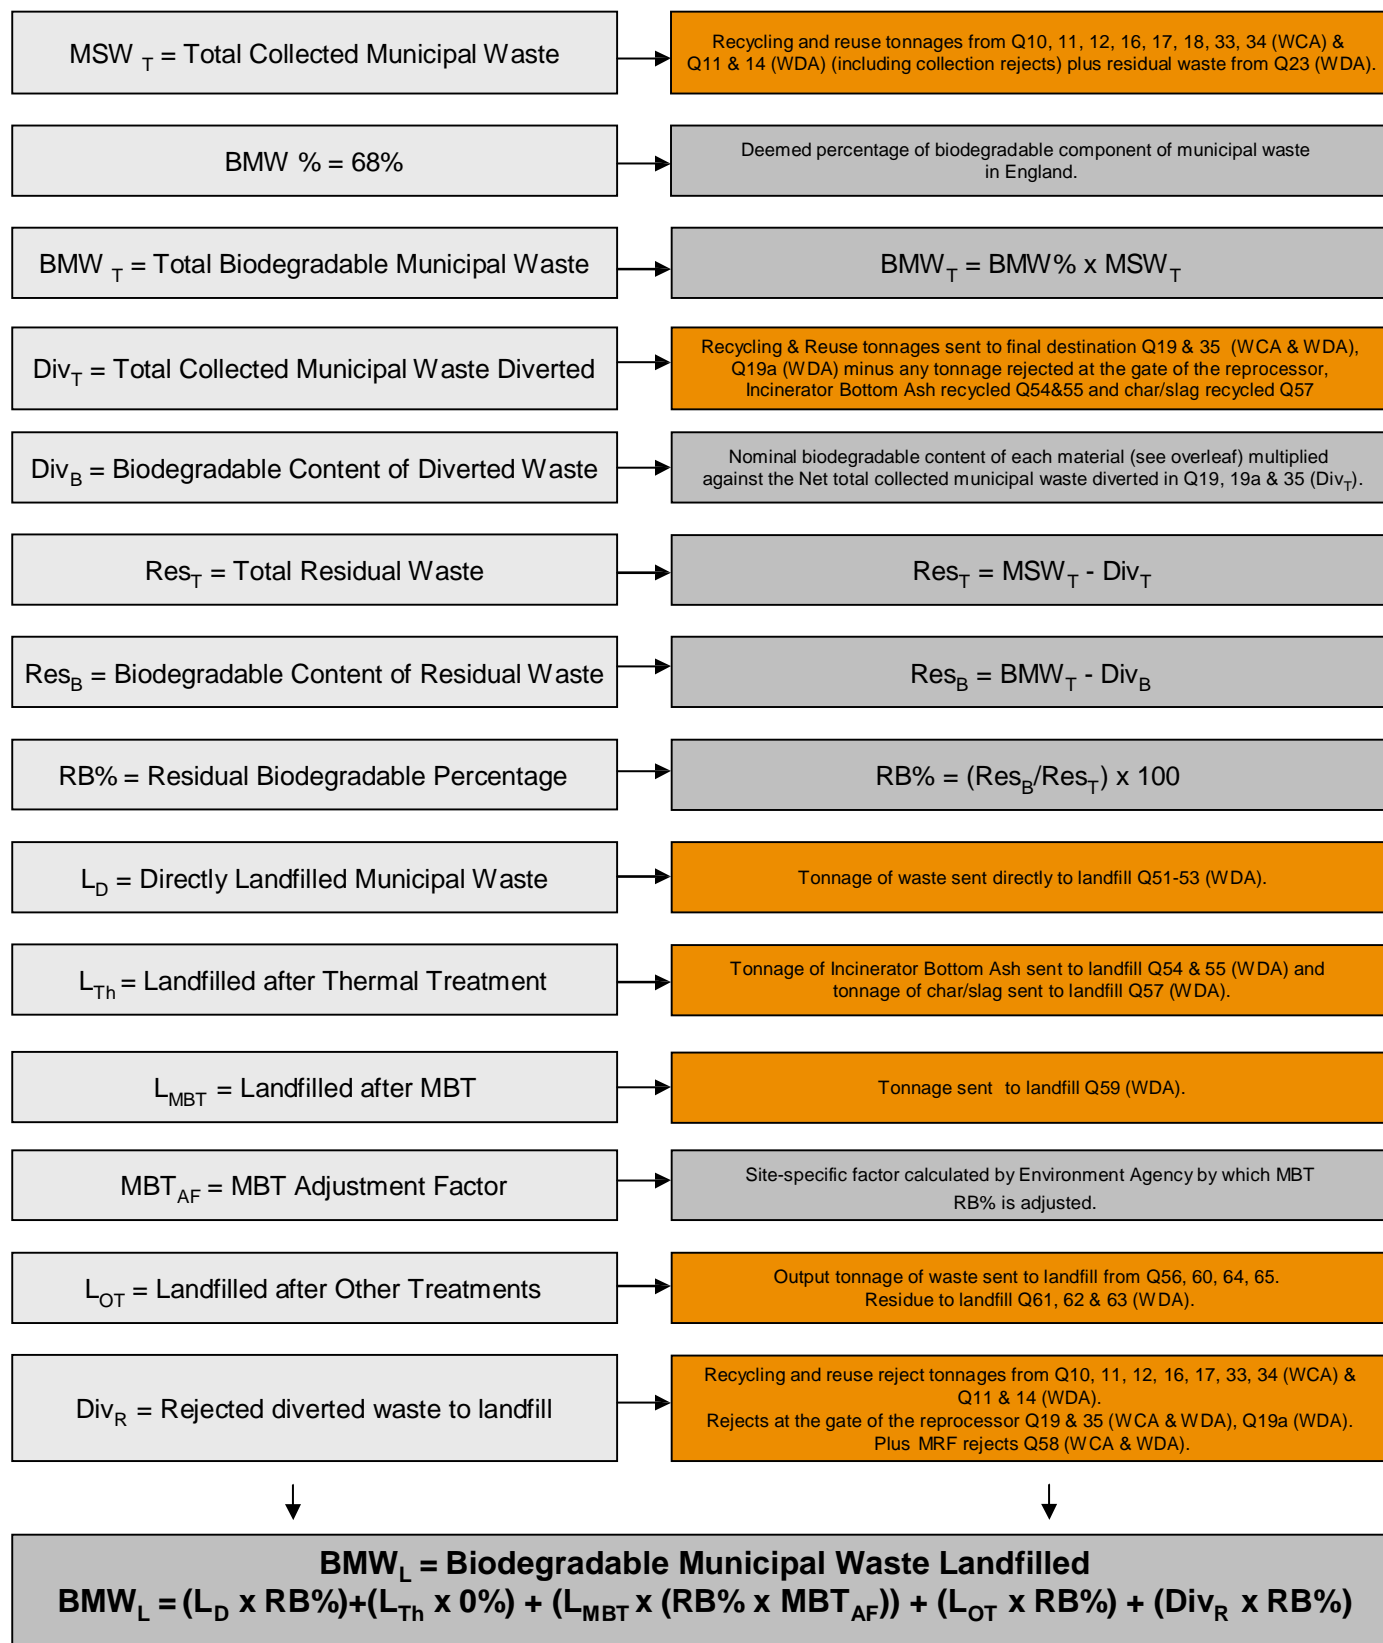 MSW T = Total Collected Municipal Waste
Recycling and reuse tonnages from Q10, 11, 12, 16, 17, 18, 33, 34 (WCA) &
Q11 & 14 (WDA) (including collection rejects) plus residual waste from Q23 (WDA).
BMW % = 68%
Deemed percentage of biodegradable component of municipal waste
in England.
BMW T = Total Biodegradable Municipal Waste
BMWT = BMW% x MSWT
DivT = Total Collected Municipal Waste Diverted
Recycling & Reuse tonnages sent to final destination Q19 & 35 (WCA & WDA),
Q19a (WDA) minus any tonnage rejected at the gate of the reprocessor,
Incinerator Bottom Ash recycled Q54&55 and char/slag recycled Q57
DivB = Biodegradable Content of Diverted Waste
Nominal biodegradable content of each material (see overleaf) multiplied
against the Net total collected municipal waste diverted in Q19, 19a & 35 (DivT).
ResT = Total Residual Waste
ResT = MSWT - DivT
ResB = Biodegradable Content of Residual Waste
ResB = BMWT - DivB
RB% = Residual Biodegradable Percentage
RB% = (ResB/ResT) x 100
LD = Directly Landfilled Municipal Waste
Tonnage of waste sent directly to landfill Q51-53 (WDA).
LTh = Landfilled after Thermal Treatment
Tonnage of Incinerator Bottom Ash sent to landfill Q54 & 55 (WDA) and
tonnage of char/slag sent to landfill Q57 (WDA).
LMBT = Landfilled after MBT
Tonnage sent to landfill Q59 (WDA).
MBTAF = MBT Adjustment Factor
Site-specific factor calculated by Environment Agency by which MBT
RB% is adjusted.
LOT = Landfilled after Other Treatments
Output tonnage of waste sent to landfill from Q56, 60, 64, 65.
Residue to landfill Q61, 62 & 63 (WDA).
DivR = Rejected diverted waste to landfill
Recycling and reuse reject tonnages from Q10, 11, 12, 16, 17, 33, 34 (WCA) &
Q11 & 14 (WDA).
Rejects at the gate of the reprocessor Q19 & 35 (WCA & WDA), Q19a (WDA).
Plus MRF rejects Q58 (WCA & WDA).
BMWL = Biodegradable Municipal Waste Landfilled
BMWL = (LD x RB%)+(LTh x 0%) + (LMBT x (RB% x MBTAF)) + (LOT x RB%) + (DivR x RB%)